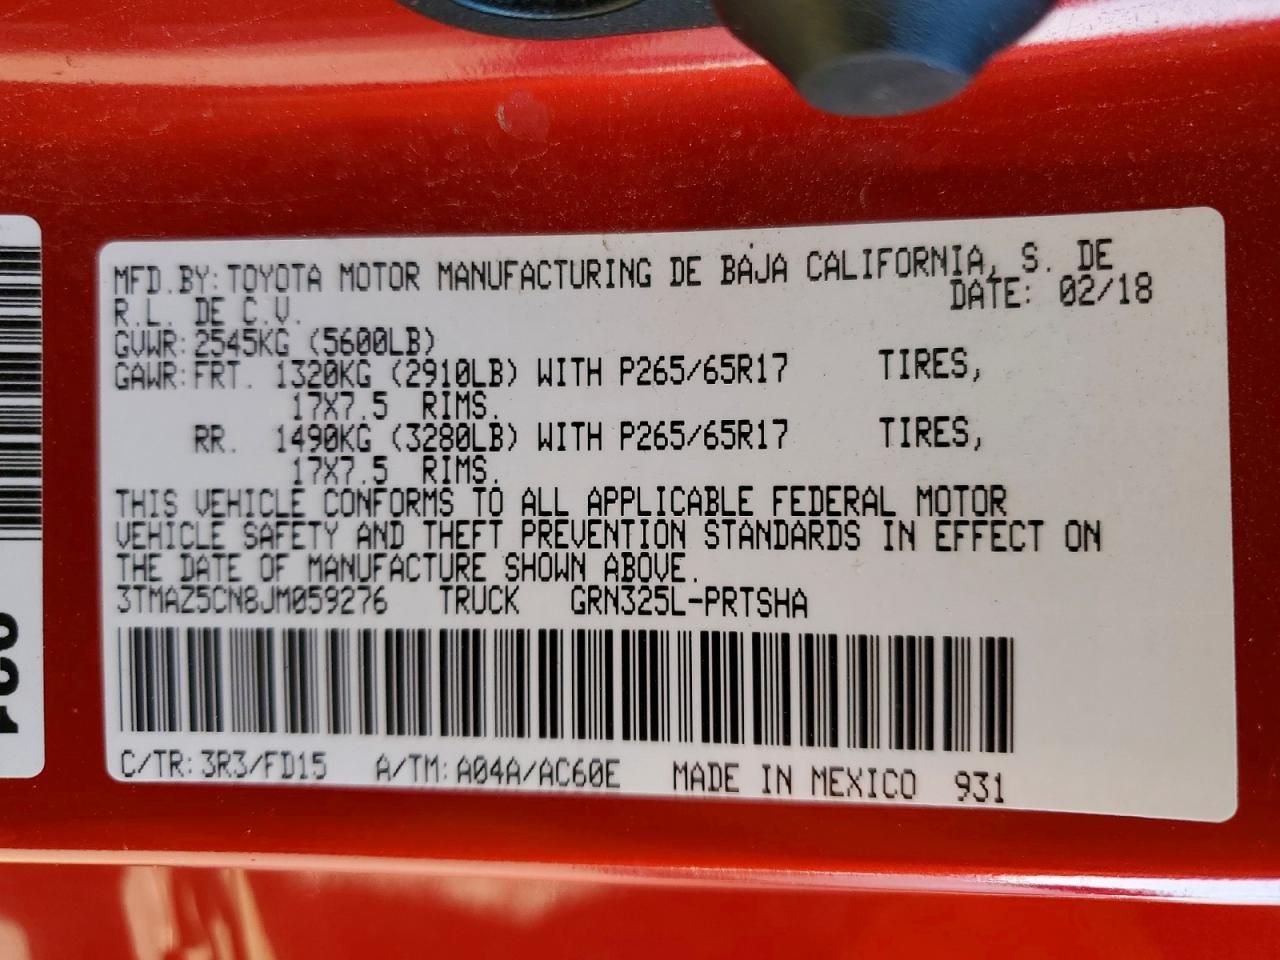 MFD.BY: TOYOTA MOTOR MANUFACTURING DE BAJA CALIFORNIA, S. DE
R.L. DE C.V. DATE: 02/18
GVWR: 2545KG (5600LB)
GAWR: FRT. 1320KG (2910LB) WITH P265/65R17 TIRES,
17X7.5 RIMS.
RR. 1490KG (3280LB) WITH P265/65R17 TIRES,
17X7.5 RIMS.
THIS VEHICLE CONFORMS TO ALL APPLICABLE FEDERAL MOTOR
VEHICLE SAFETY AND THEFT PREVENTION STANDARDS IN EFFECT ON
THE DATE OF MANUFACTURE SHOWN ABOVE.
3TMAZ5CN8JM059276 TRUCK GRN325L-PRTSHA
C/TR: 3R3/FD15 A/TM: A04A/AC60E MADE IN MEXICO 931